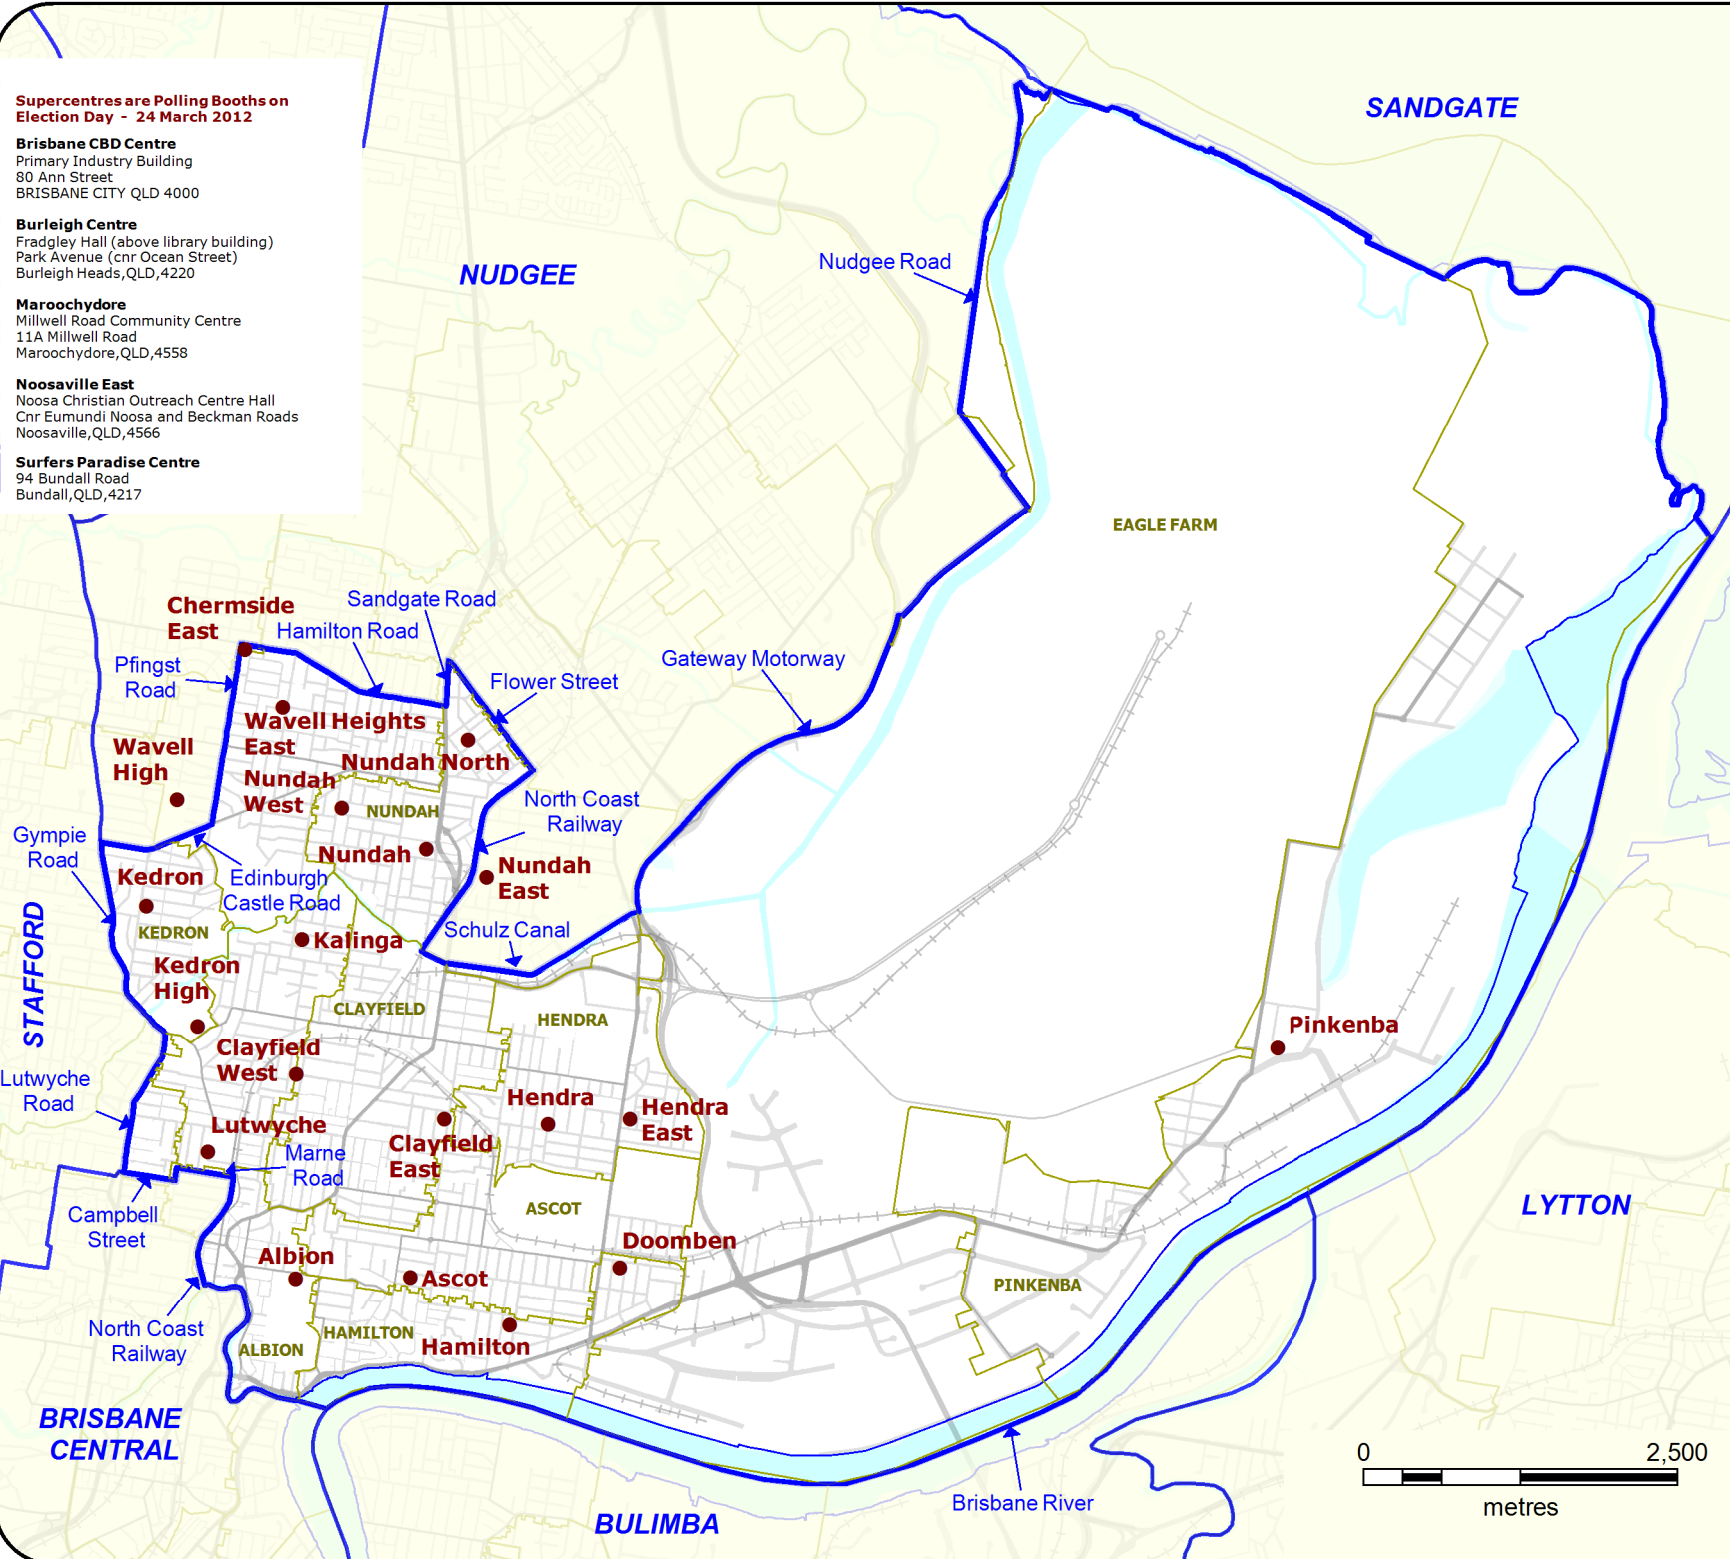 Supercentres are Polling Booths on
Election Day - 24 March 2012
Brisbane CBD Centre
Primary Industry Building
80 Ann Street
BRISBANE CITY QLD 4000
Burleigh Centre
Fradgley Hall (above library building)
Park Avenue (cnr Ocean Street)
Burleigh Heads,QLD,4220
Maroochydore
Millwell Road Community Centre
11A Millwell Road
Maroochydore,QLD,4558
Noosaville East
Noosa Christian Outreach Centre Hall
Cnr Eumundi Noosa and Beckman Roads
Noosaville,QLD,4566
Surfers Paradise Centre
94 Bundall Road
Bundall,QLD,4217
SANDGATE
NUDGEE
Nudgee Road
EAGLE FARM
Chermside
East
Sandgate Road
Hamilton Road
Pfingst
Road
Flower Street
Gateway Motorway
Wavell Heights
East
Wavell
High
Nundah North
Nundah
West
NUNDAH
North Coast
Railway
Gympie
Road
Nundah
Nundah
East
Kedron
Edinburgh
Castle Road
STAFFORD
KEDRON
Kalinga
Schulz Canal
Kedron
High
CLAYFIELD
HENDRA
Pinkenba
Clayfield
West
Lutwyche
Road
Hendra
Hendra
East
Lutwyche
Clayfield
East
Marne
Road
Campbell
Street
ASCOT
LYTTON
Doomben
Albion
Ascot
PINKENBA
North Coast
Railway
HAMILTON
Hamilton
ALBION
BRISBANE
CENTRAL
Brisbane River
BULIMBA
0
2,500
metres